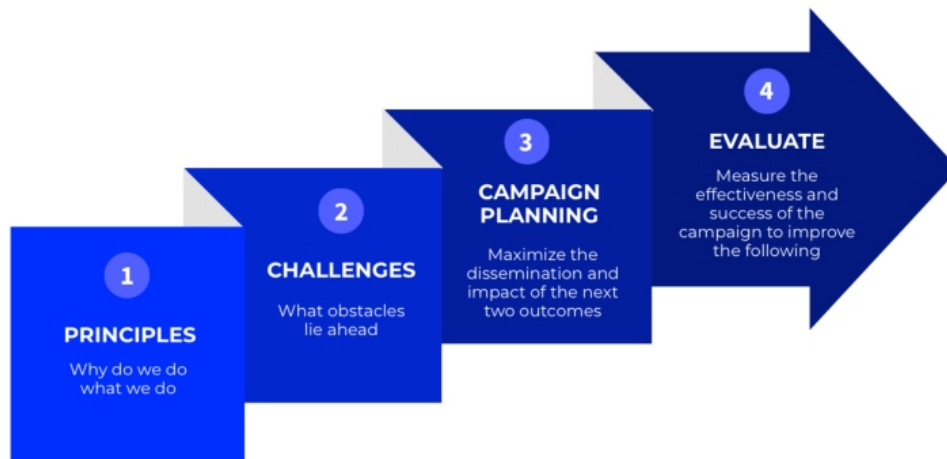 1
PRINCIPLES
Why do we do
what we do
2
CHALLENGES
What obstacles
lie ahead
3
CAMPAIGN
PLANNING
Maximize the
dissemination and
impact of the next
two outcomes
4
EVALUATE
Measure the
effectiveness and
success of the
campaign to improve
the following